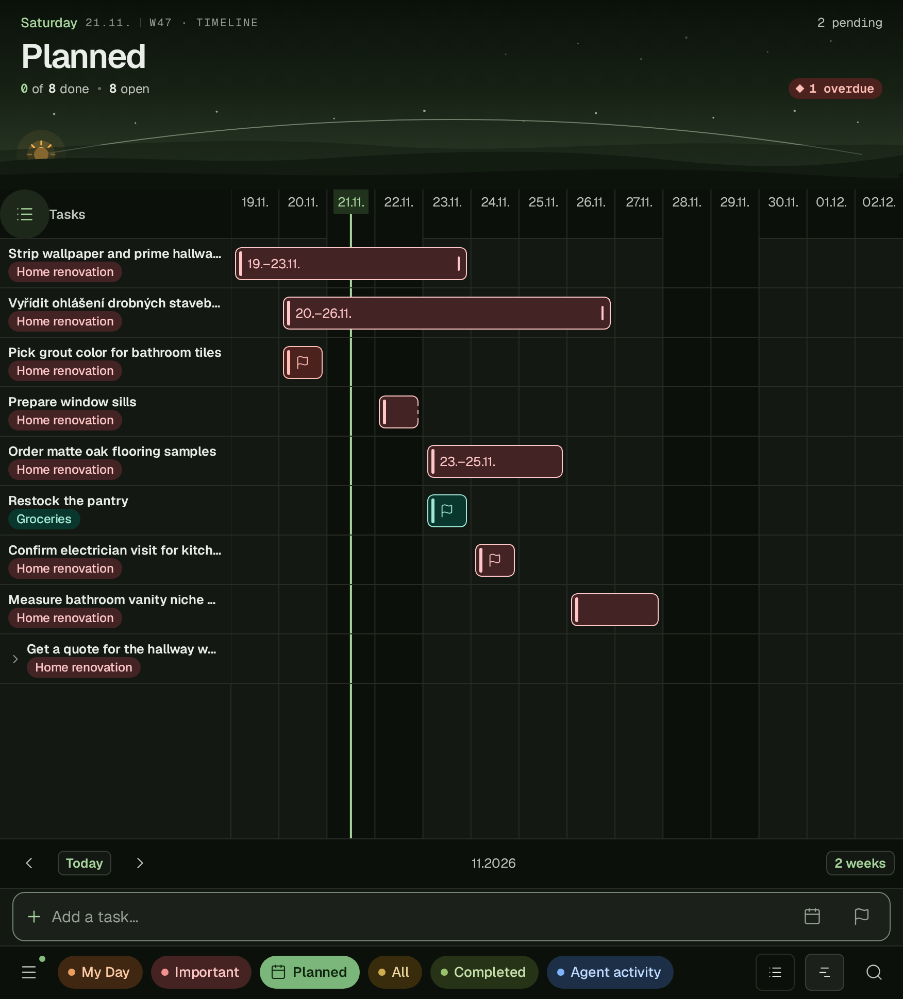 Saturday 21.11. | W47 · TIMELINE
2 pending
Planned
0 of 8 done • 8 open
1 overdue
Tasks
19.11. 20.11. 21.11. 22.11. 23.11. 24.11. 25.11. 26.11. 27.11. 28.11. 29.11. 30.11. 01.12. 02.12.
Strip wallpaper and prime hallwa…
Home renovation
19.–23.11.
Vyřídit ohlášení drobných staveb…
Home renovation
20.–26.11.
Pick grout color for bathroom tiles
Home renovation
Prepare window sills
Home renovation
Order matte oak flooring samples
Home renovation
23.–25.11.
Restock the pantry
Groceries
Confirm electrician visit for kitch…
Home renovation
Measure bathroom vanity niche …
Home renovation
Get a quote for the hallway w…
Home renovation
Today
11.2026
2 weeks
Add a task…
My Day
Important
Planned
All
Completed
Agent activity